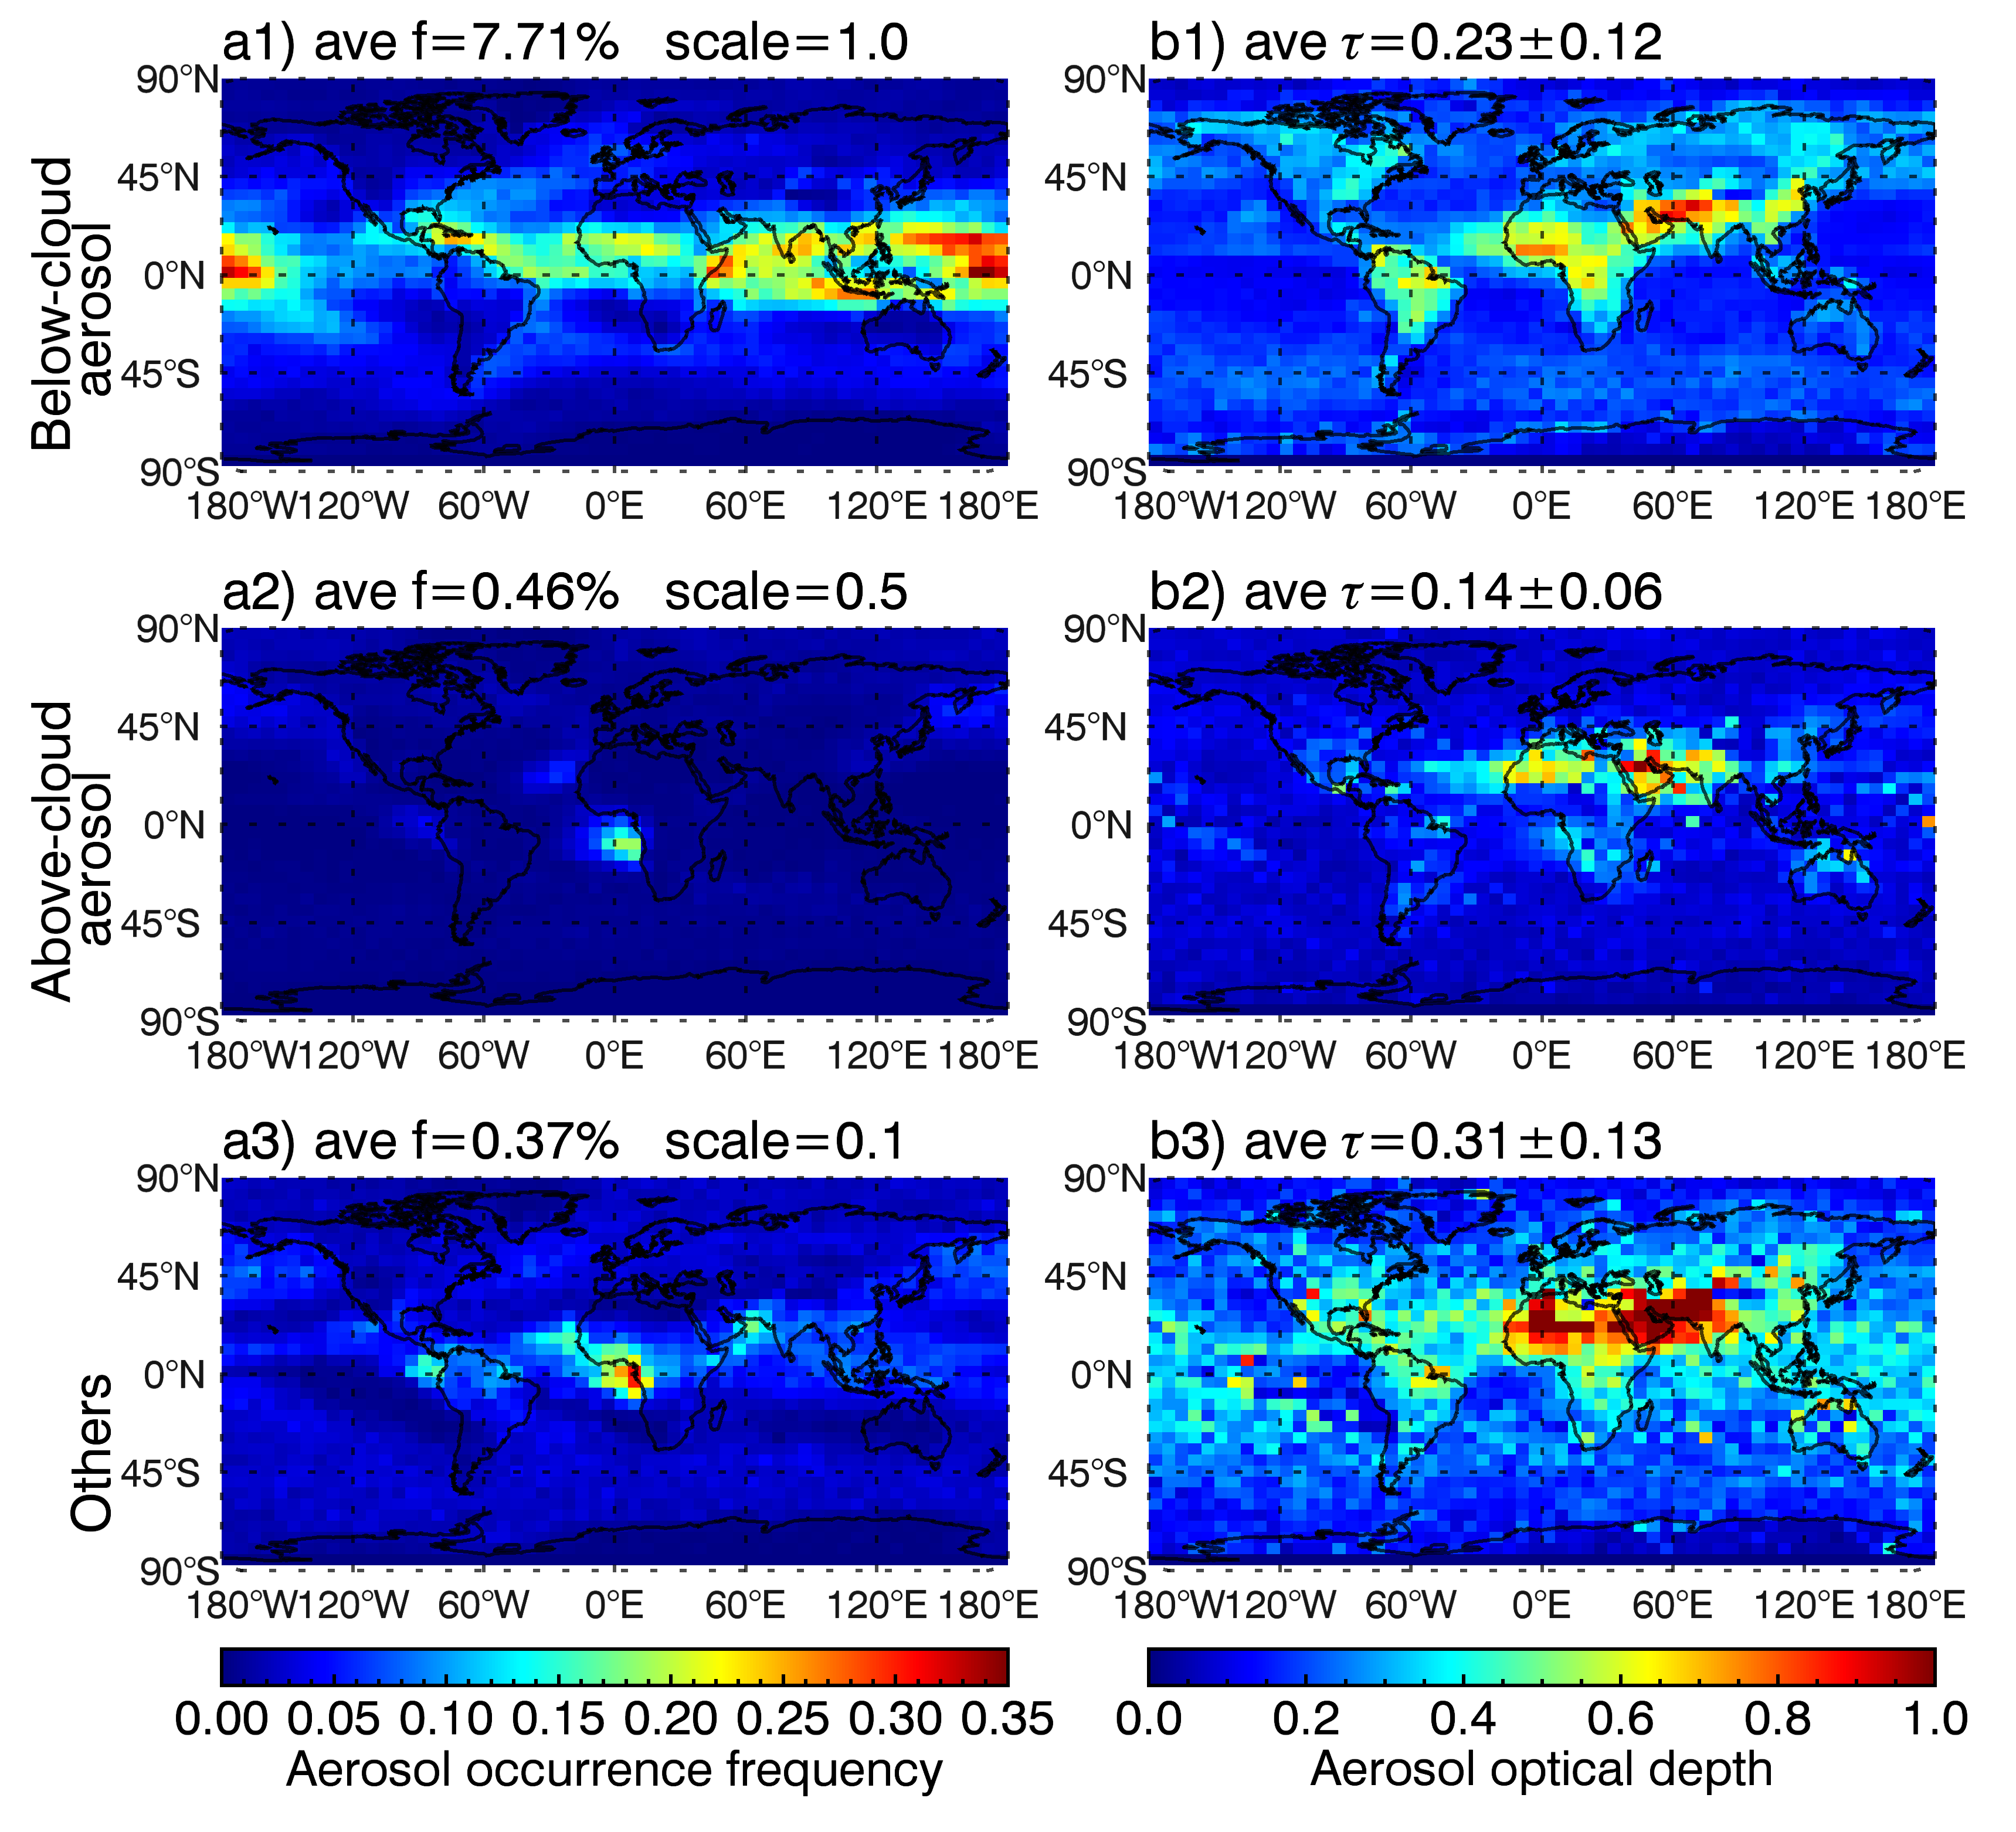 a1) ave f=7.71% scale=1.0
b1) ave τ=0.23±0.12
Below-cloud
aerosol
90°N
45°N
0°N
45°S
90°S
180°W 120°W 60°W 0°E 60°E 120°E 180°E
90°N
45°N
0°N
45°S
90°S
180°W 120°W 60°W 0°E 60°E 120°E 180°E
a2) ave f=0.46% scale=0.5
b2) ave τ=0.14±0.06
Above-cloud
aerosol
90°N
45°N
0°N
45°S
90°S
180°W 120°W 60°W 0°E 60°E 120°E 180°E
90°N
45°N
0°N
45°S
90°S
180°W 120°W 60°W 0°E 60°E 120°E 180°E
a3) ave f=0.37% scale=0.1
b3) ave τ=0.31±0.13
Others
90°N
45°N
0°N
45°S
90°S
180°W 120°W 60°W 0°E 60°E 120°E 180°E
90°N
45°N
0°N
45°S
90°S
180°W 120°W 60°W 0°E 60°E 120°E 180°E
0.00 0.05 0.10 0.15 0.20 0.25 0.30 0.35
Aerosol occurrence frequency
0.0 0.2 0.4 0.6 0.8 1.0
Aerosol optical depth